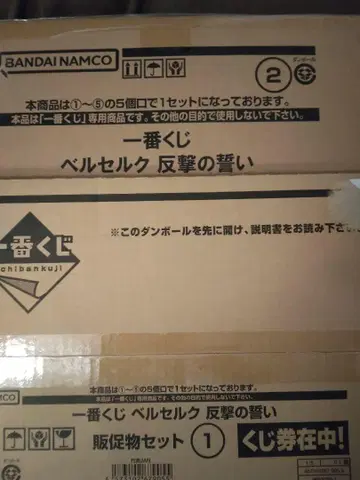 BANDAI NAMCO
②
ダンボール
本商品は①～⑤の5個口で1セットになっております。
本品は「一番くじ」専用商品です。その他の目的で使用しないで下さい。
一番くじ
ベルセルク 反撃の誓い
一番くじ
ichibankuji
※このダンボールを先に開け、説明書をお読み下さい
NAMCO
本商品は①～⑤の5個口で1セットになっております。
本品は「一番くじ」専用商品です。その他の目的で使用しないで下さい。
一番くじ ベルセルク 反撃の誓い
販促物セット ① くじ券在中!